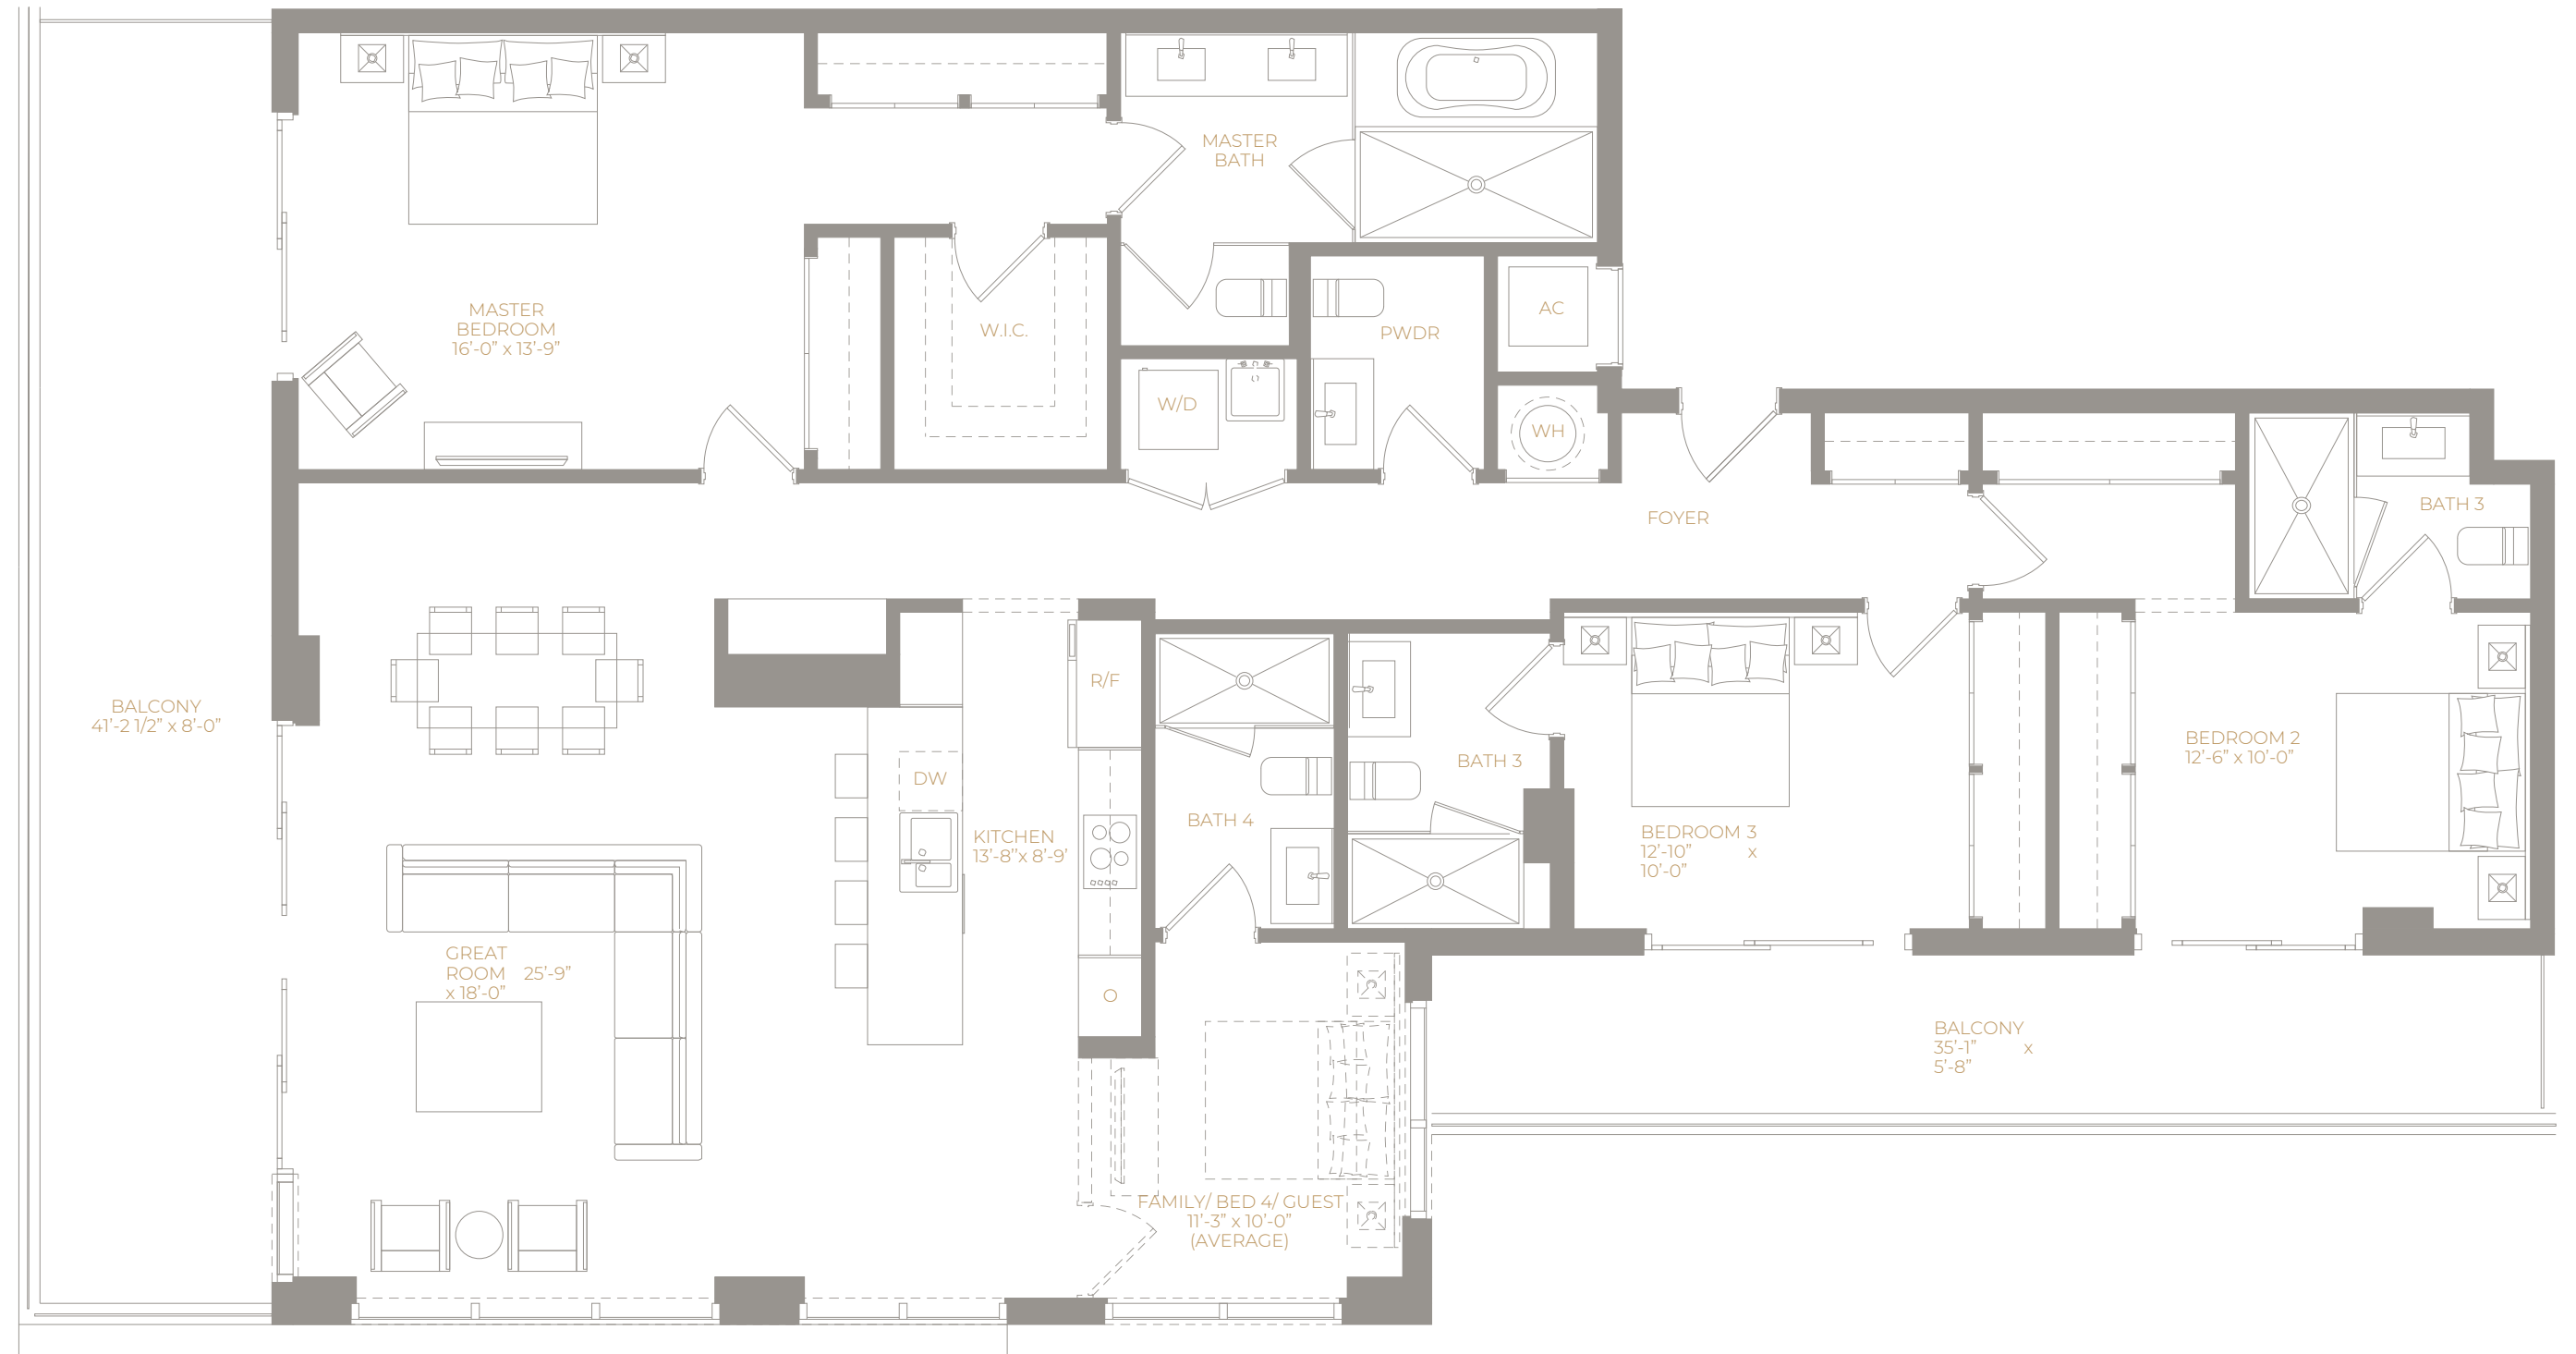 MASTER
BATH
MASTER
BEDROOM
16’-0” x 13’-9”
W.I.C.
PWDR
AC
W/D
WH
FOYER
BATH 3
BALCONY
41’-2 1/2” x 8’-0”
R/F
DW
KITCHEN
13’-8”x 8’-9’
BATH 4
BATH 3
BEDROOM 3
12’-10” x
10’-0”
BEDROOM 2
12’-6” x 10’-0”
GREAT
ROOM 25’-9”
x 18’-0”
O
BALCONY
35’-1” x
5’-8”
FAMILY/ BED 4/ GUEST
11’-3” x 10’-0”
(AVERAGE)